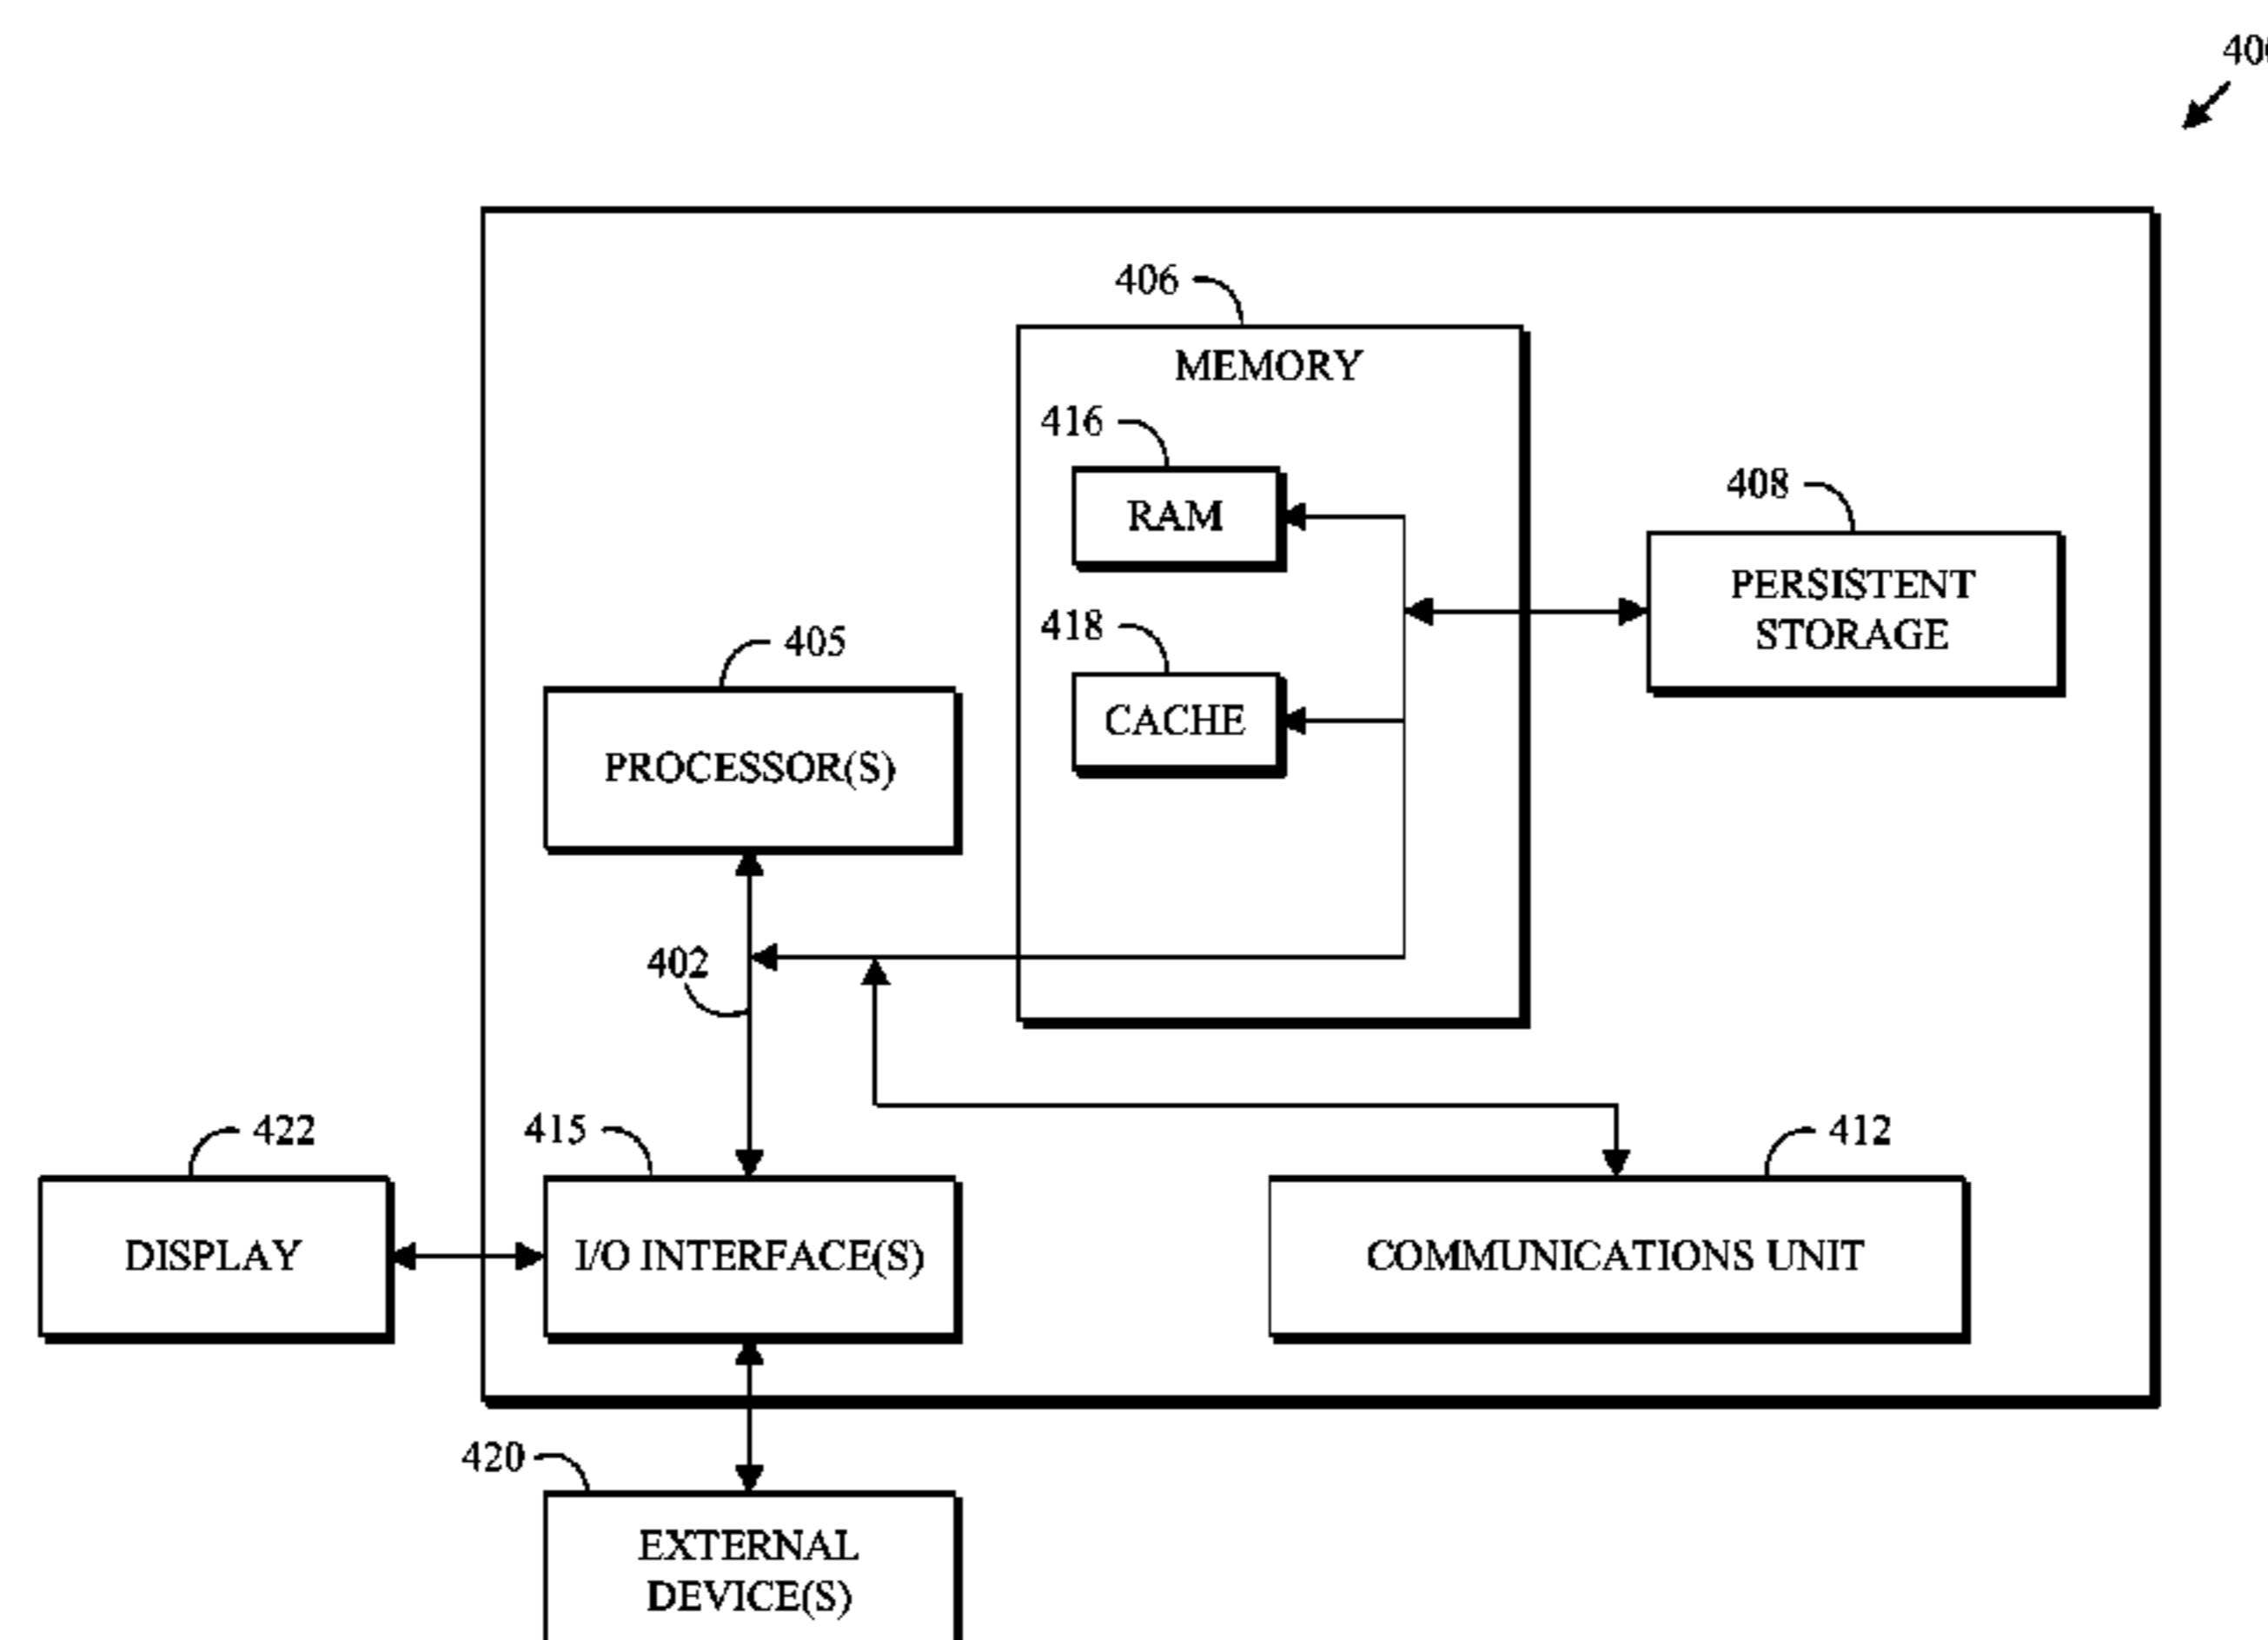 406
MEMORY
416
RAM
408
PERSISTENT
STORAGE
418
CACHE
405
PROCESSOR(S)
402
422
DISPLAY
415
I/O INTERFACE(S)
412
COMMUNICATIONS UNIT
420
EXTERNAL
DEVICE(S)